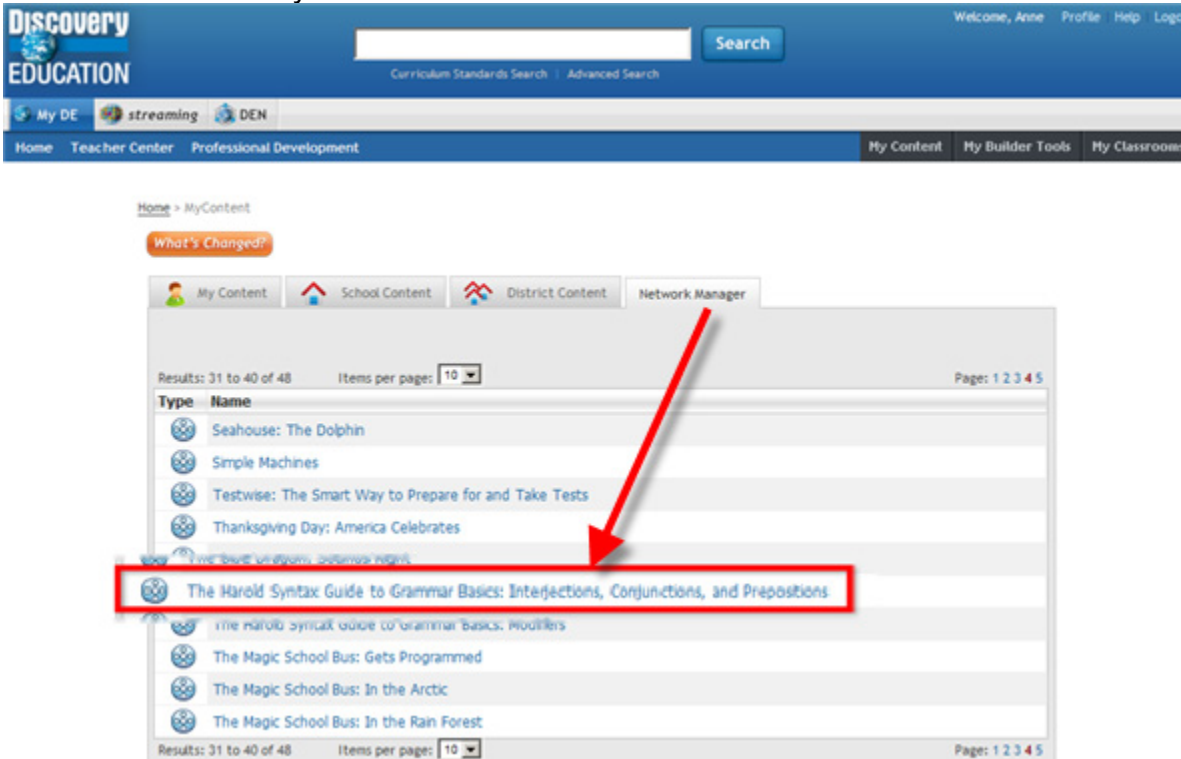 Discovery
EDUCATION
Welcome, Anne Profile Help
Search
Curriculum Standards Search | Advanced Search
My DE streaming DEN
Home Teacher Center Professional Development My Content My Builder Tools My Classrooms
Home > MyContent
What's Changed?
My Content School Content District Content Network Manager
Results: 31 to 40 of 48 Items per page: 10 Page: 1 2 3 4 5
Type Name
Seahouse: The Dolphin
Simple Machines
Testwise: The Smart Way to Prepare for and Take Tests
Thanksgiving Day: America Celebrates
The Harold Syntax Guide to Grammar Basics: Interjections, Conjunctions, and Prepositions
The Harold Syntax Guide to Grammar Basics: Modifiers
The Magic School Bus: Gets Programmed
The Magic School Bus: In the Arctic
The Magic School Bus: In the Rain Forest
Results: 31 to 40 of 48 Items per page: 10 Page: 1 2 3 4 5